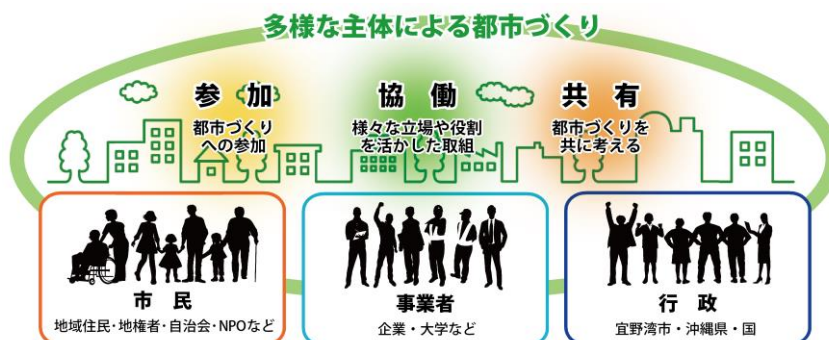 多様な主体による都市づくり
参加
都市づくり
への参加
協働
様々な立場や役割
を活かした取組
共有
都市づくりを
共に考える
市民
地域住民・地権者・自治会・NPOなど
事業者
企業・大学など
行政
宜野湾市・沖縄県・国